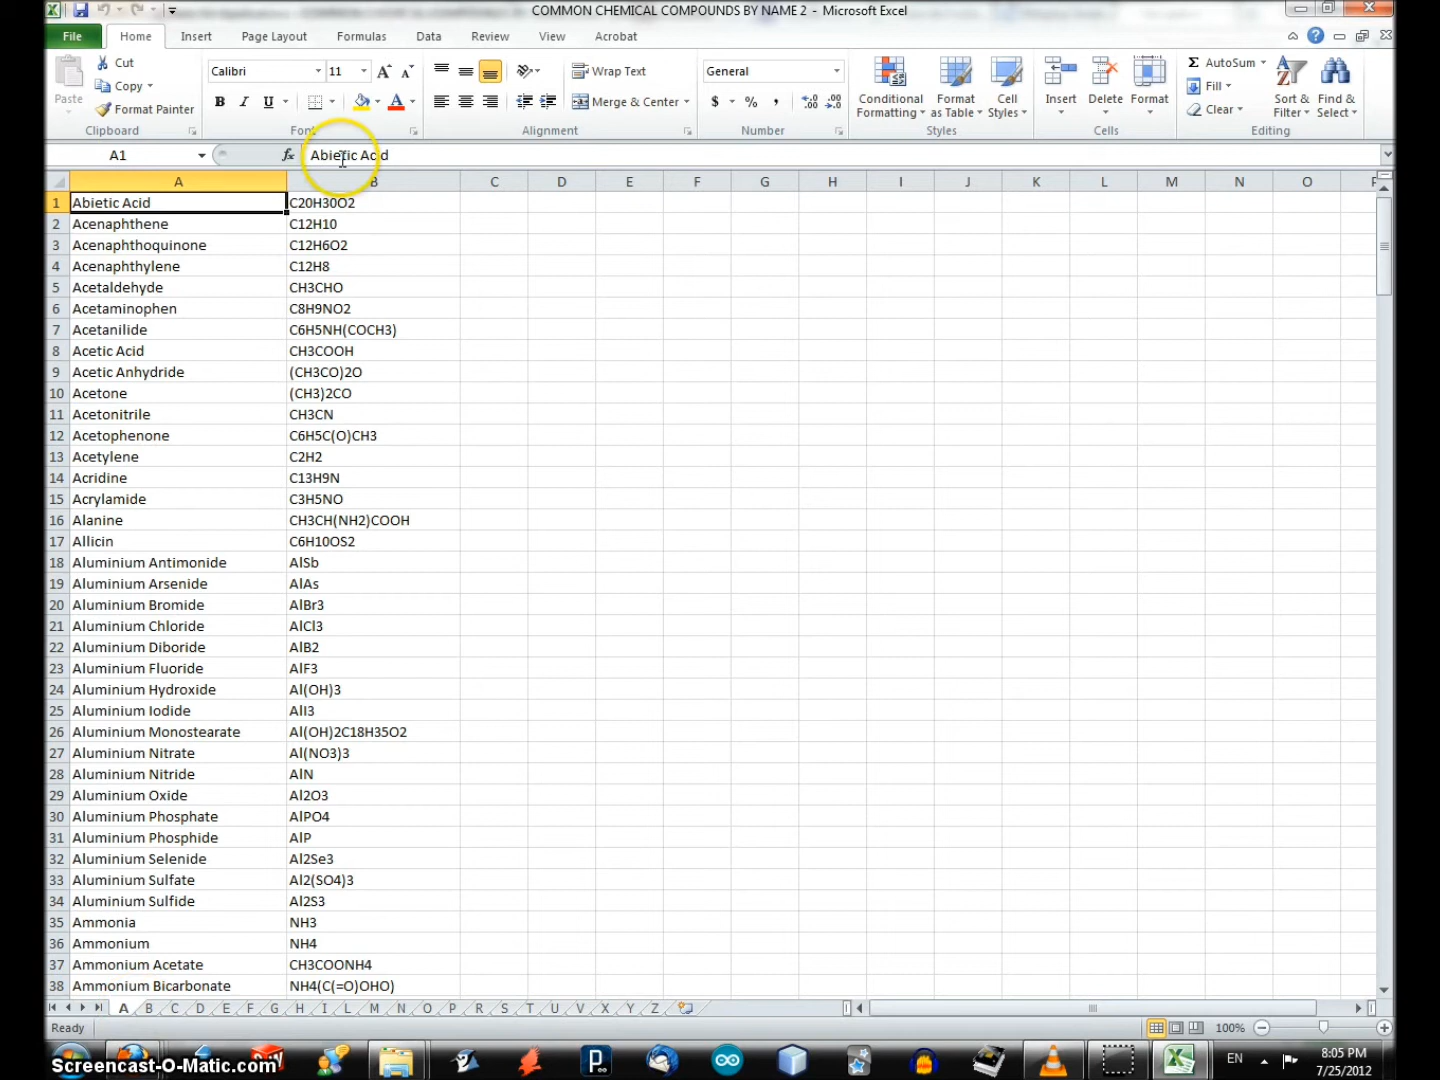 COMMON CHEMICAL COMPOUNDS BY NAME 2 - Microsoft Excel
File Home Insert Page Layout Formulas Data Review View Acrobat
Paste Cut Copy Format Painter
Calibri 11 Wrap Text General AutoSum
B I U Merge & Center $ % , Conditional Formatting Format as Table Cell Styles Insert Delete Format Fill Clear Sort & Filter Find & Select
Clipboard Font Alignment Number Styles Cells Editing
A1 fx Abietic Acid
A B C D E F G H I J K L M N O
1 Abietic Acid C20H30O2
2 Acenaphthene C12H10
3 Acenaphthoquinone C12H6O2
4 Acenaphthylene C12H8
5 Acetaldehyde CH3CHO
6 Acetaminophen C8H9NO2
7 Acetanilide C6H5NH(COCH3)
8 Acetic Acid CH3COOH
9 Acetic Anhydride (CH3CO)2O
10 Acetone (CH3)2CO
11 Acetonitrile CH3CN
12 Acetophenone C6H5C(O)CH3
13 Acetylene C2H2
14 Acridine C13H9N
15 Acrylamide C3H5NO
16 Alanine CH3CH(NH2)COOH
17 Allicin C6H10OS2
18 Aluminium Antimonide AlSb
19 Aluminium Arsenide AlAs
20 Aluminium Bromide AlBr3
21 Aluminium Chloride AlCl3
22 Aluminium Diboride AlB2
23 Aluminium Fluoride AlF3
24 Aluminium Hydroxide Al(OH)3
25 Aluminium Iodide AlI3
26 Aluminium Monostearate Al(OH)2C18H35O2
27 Aluminium Nitrate Al(NO3)3
28 Aluminium Nitride AlN
29 Aluminium Oxide Al2O3
30 Aluminium Phosphate AlPO4
31 Aluminium Phosphide AlP
32 Aluminium Selenide Al2Se3
33 Aluminium Sulfate Al2(SO4)3
34 Aluminium Sulfide Al2S3
35 Ammonia NH3
36 Ammonium NH4
37 Ammonium Acetate CH3COONH4
38 Ammonium Bicarbonate NH4(C(=O)OHO)
A B C D E F G H I L M N O P R S T U V X Y Z
Ready 100%
Screencast-O-Matic.com EN 8:05 PM
7/25/2012